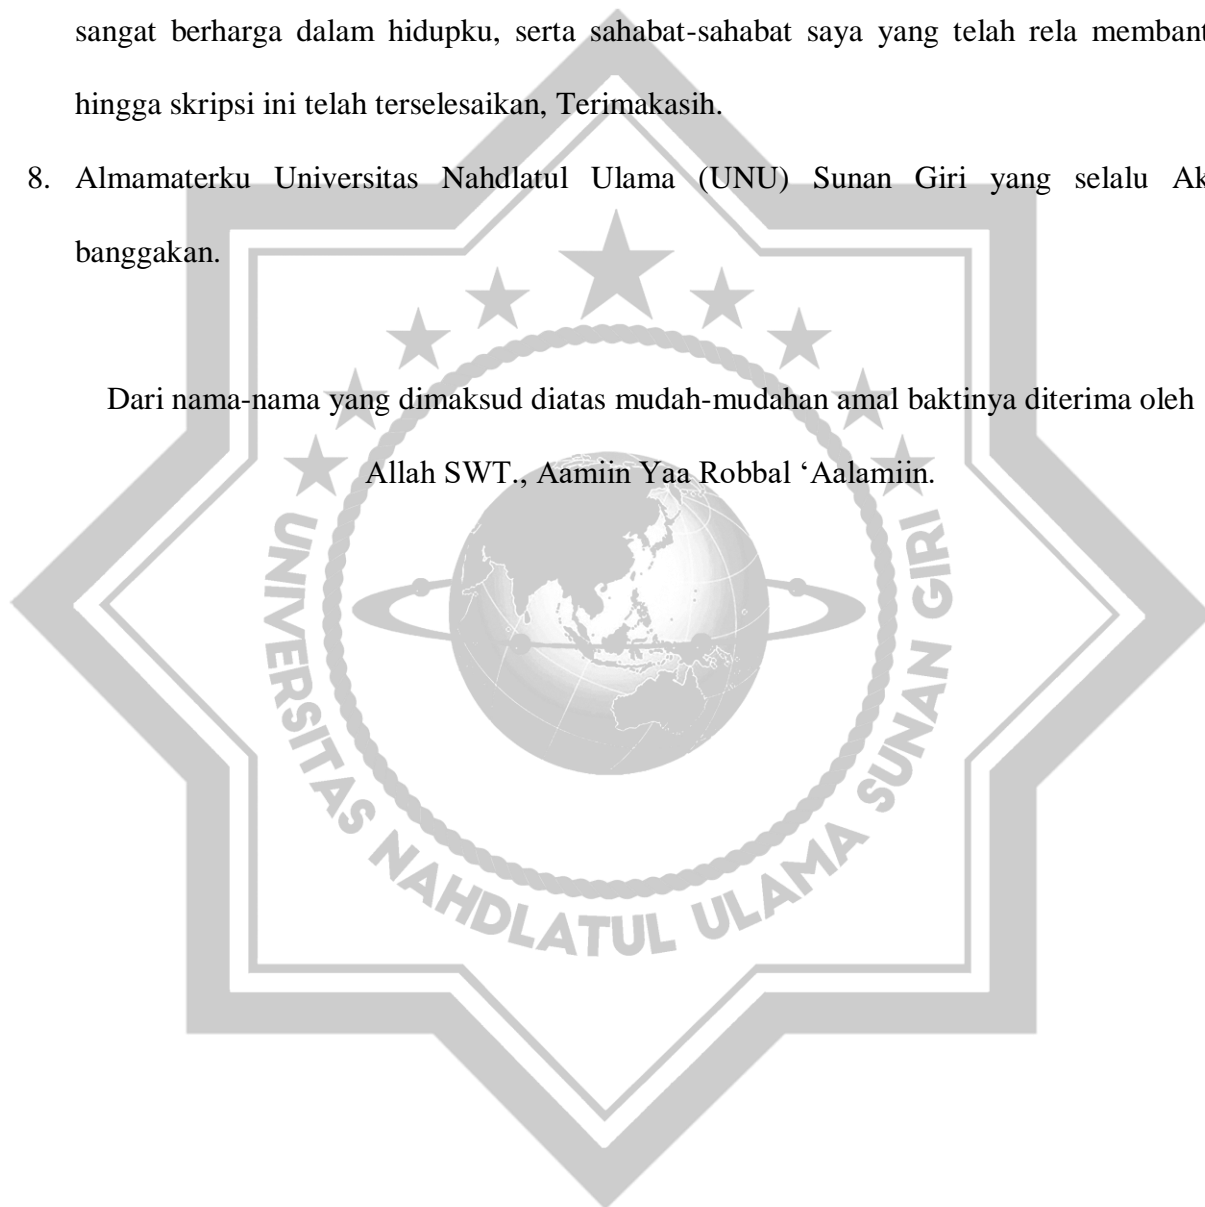 sangat berharga dalam hidupku, serta sahabat-sahabat saya yang telah rela membant
hingga skripsi ini telah terselesaikan, Terimakasih.
8. Almamaterku Universitas Nahdlatul Ulama (UNU) Sunan Giri yang selalu Ak
banggakan.
Dari nama-nama yang dimaksud diatas mudah-mudahan amal baktinya diterima oleh
Allah SWT., Aamiin Yaa Robbal ‘Aalamiin.
UNIVERSITAS NAHDLATUL ULAMA SUNAN GIRI